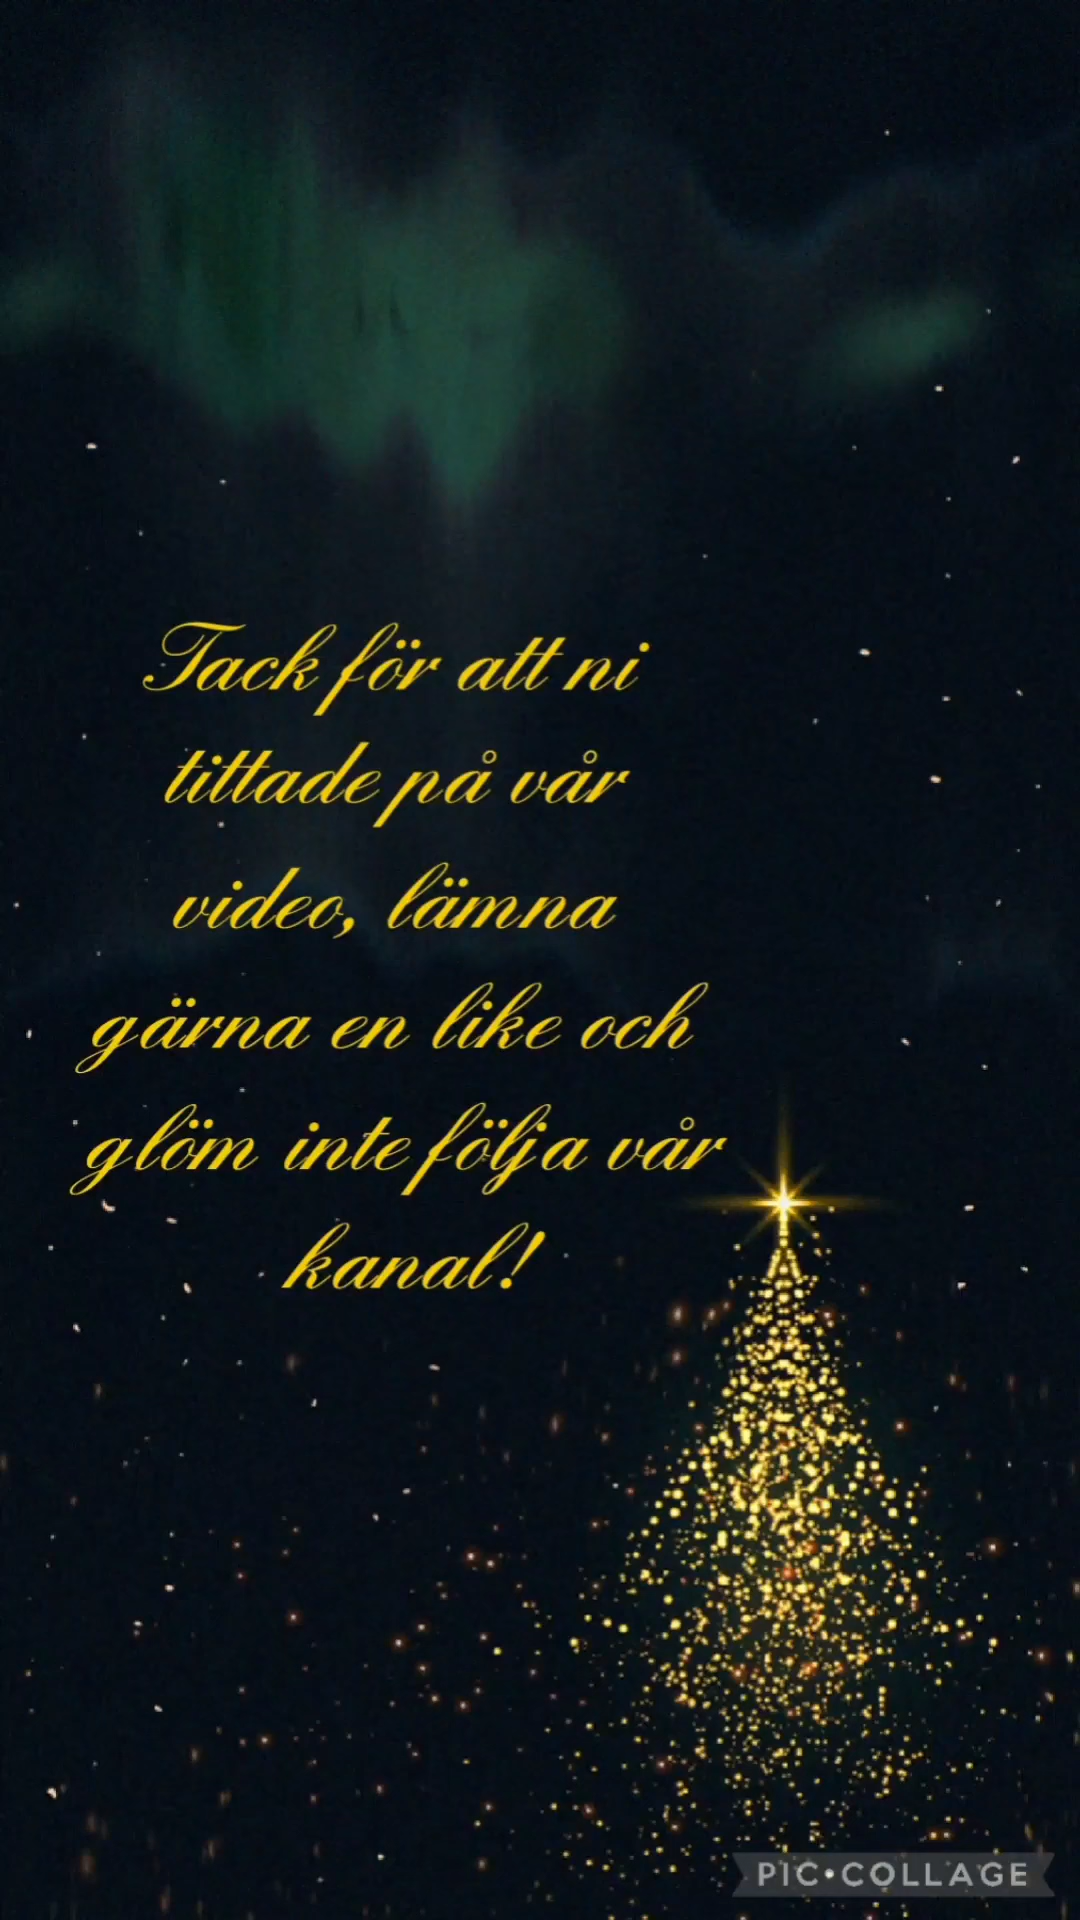 Tack för att ni
tittade på vår
video, lämna
gärna en like och
glöm inte följa vår
kanal!
PIC•COLLAGE